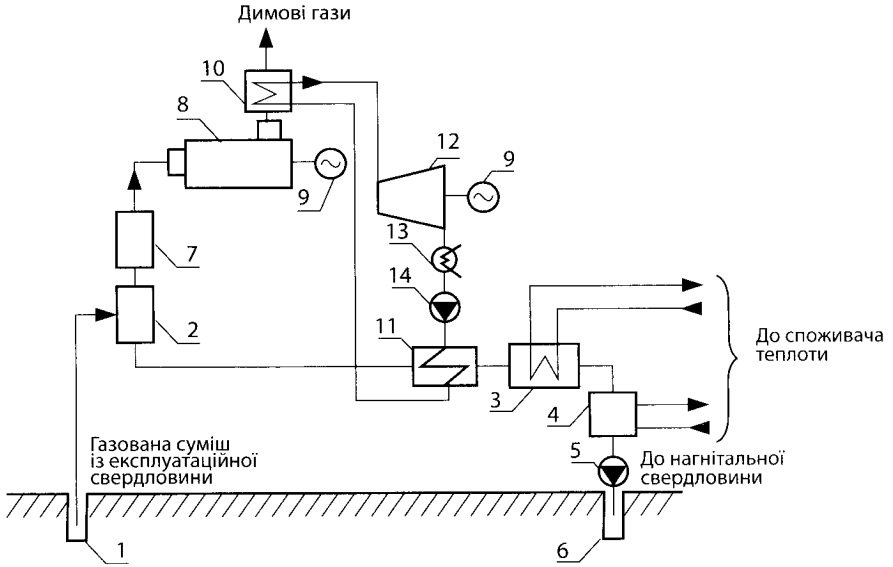 Димові гази
10
8
12
9
9
13
7
14
2
11
До споживача
теплоти
3
4
Газована суміш
із експлуатаційної
свердловини
5
До нагнітальної
свердловини
1
6